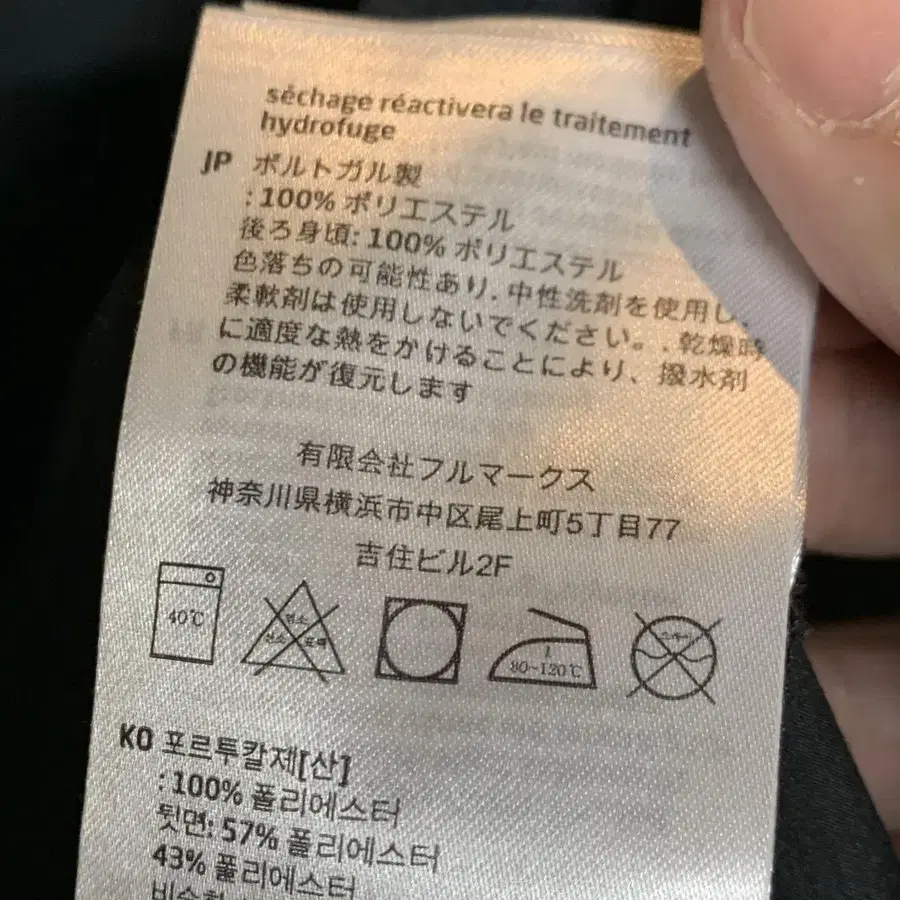 séchage réactivera le traitement
hydrofuge
JP ポルトガル製
: 100% ポリエステル
後ろ身頃: 100% ポリエステル
色落ちの可能性あり. 中性洗剤を使用し、
柔軟剤は使用しないでください。. 乾燥時
に適度な熱をかけることにより、撥水剤
の機能が復元します
有限会社フルマークス
神奈川県横浜市中区尾上町5丁目77
吉住ビル2F
40℃
80~120℃
KO 포르투칼제[산]
: 100% 폴리에스터
뒷면: 57% 폴리에스터
43% 폴리에스터